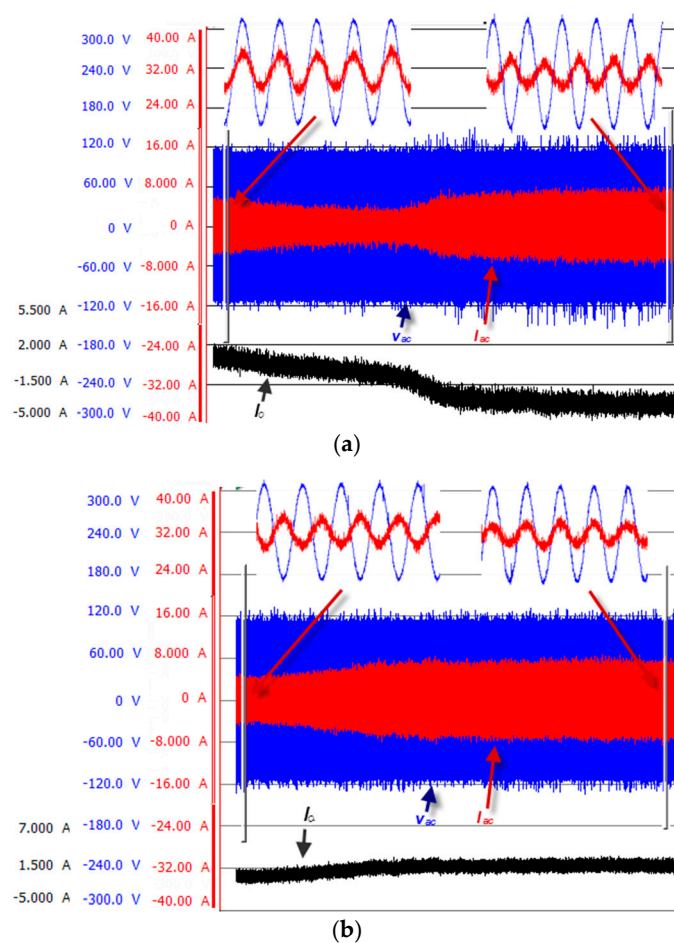 300.0 V 40.00 A
240.0 V 32.00 A
180.0 V 24.00 A
120.0 V 16.00 A
60.00 V 8.000 A
0 V 0 A
-60.00 V -8.000 A
5.500 A -120.0 V -16.00 A
vac Iac
2.000 A -180.0 V -24.00 A
-1.500 A -240.0 V -32.00 A
-5.000 A -300.0 V -40.00 A
(a)
300.0 V 40.00 A
240.0 V 32.00 A
180.0 V 24.00 A
120.0 V 16.00 A
60.00 V 8.000 A
0 V 0 A
-60.00 V -8.000 A
-120.0 V -16.00 A
vac Iac
7.000 A -180.0 V -24.00 A
1.500 A -240.0 V -32.00 A
-5.000 A -300.0 V -40.00 A
(b)